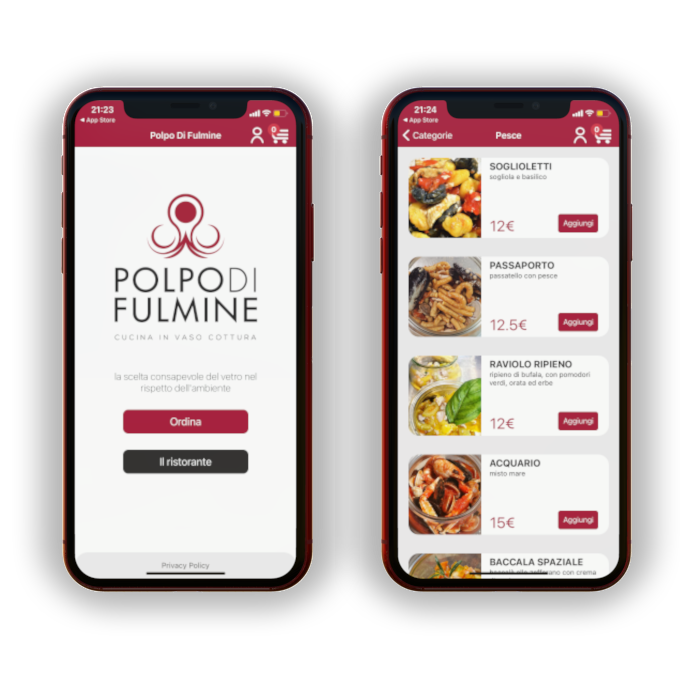 21:23
◀ App Store
Polpo Di Fulmine
0
POLPODI
FULMINE
CUCINA IN VASO COTTURA
la scelta consapevole del vetro nel
rispetto dell'ambiente
Ordina
Il ristorante
Privacy Policy
21:24
◀ App Store
Categorie
Pesce
0
SOGLIOLETTI
sogliola e basilico
12€
Aggiungi
PASSAPORTO
passatello con pesce
12.5€
Aggiungi
RAVIOLO RIPIENO
ripieno di bufala, con pomodori
verdi, orata ed erbe
12€
Aggiungi
ACQUARIO
misto mare
15€
Aggiungi
BACCALA SPAZIALE
con crema